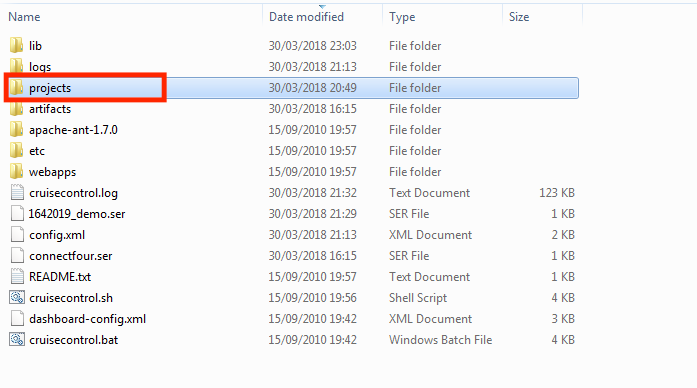 Name Date modified Type Size
lib 30/03/2018 23:03 File folder
logs 30/03/2018 21:13 File folder
projects 30/03/2018 20:49 File folder
artifacts 30/03/2018 16:15 File folder
apache-ant-1.7.0 15/09/2010 19:57 File folder
etc 15/09/2010 19:57 File folder
webapps 15/09/2010 19:57 File folder
cruisecontrol.log 30/03/2018 21:32 Text Document 123 KB
1642019_demo.ser 30/03/2018 21:29 SER File 1 KB
config.xml 30/03/2018 21:13 XML Document 2 KB
connectfour.ser 30/03/2018 16:15 SER File 1 KB
README.txt 15/09/2010 19:57 Text Document 1 KB
cruisecontrol.sh 15/09/2010 19:56 Shell Script 4 KB
dashboard-config.xml 15/09/2010 19:42 XML Document 3 KB
cruisecontrol.bat 15/09/2010 19:42 Windows Batch File 4 KB